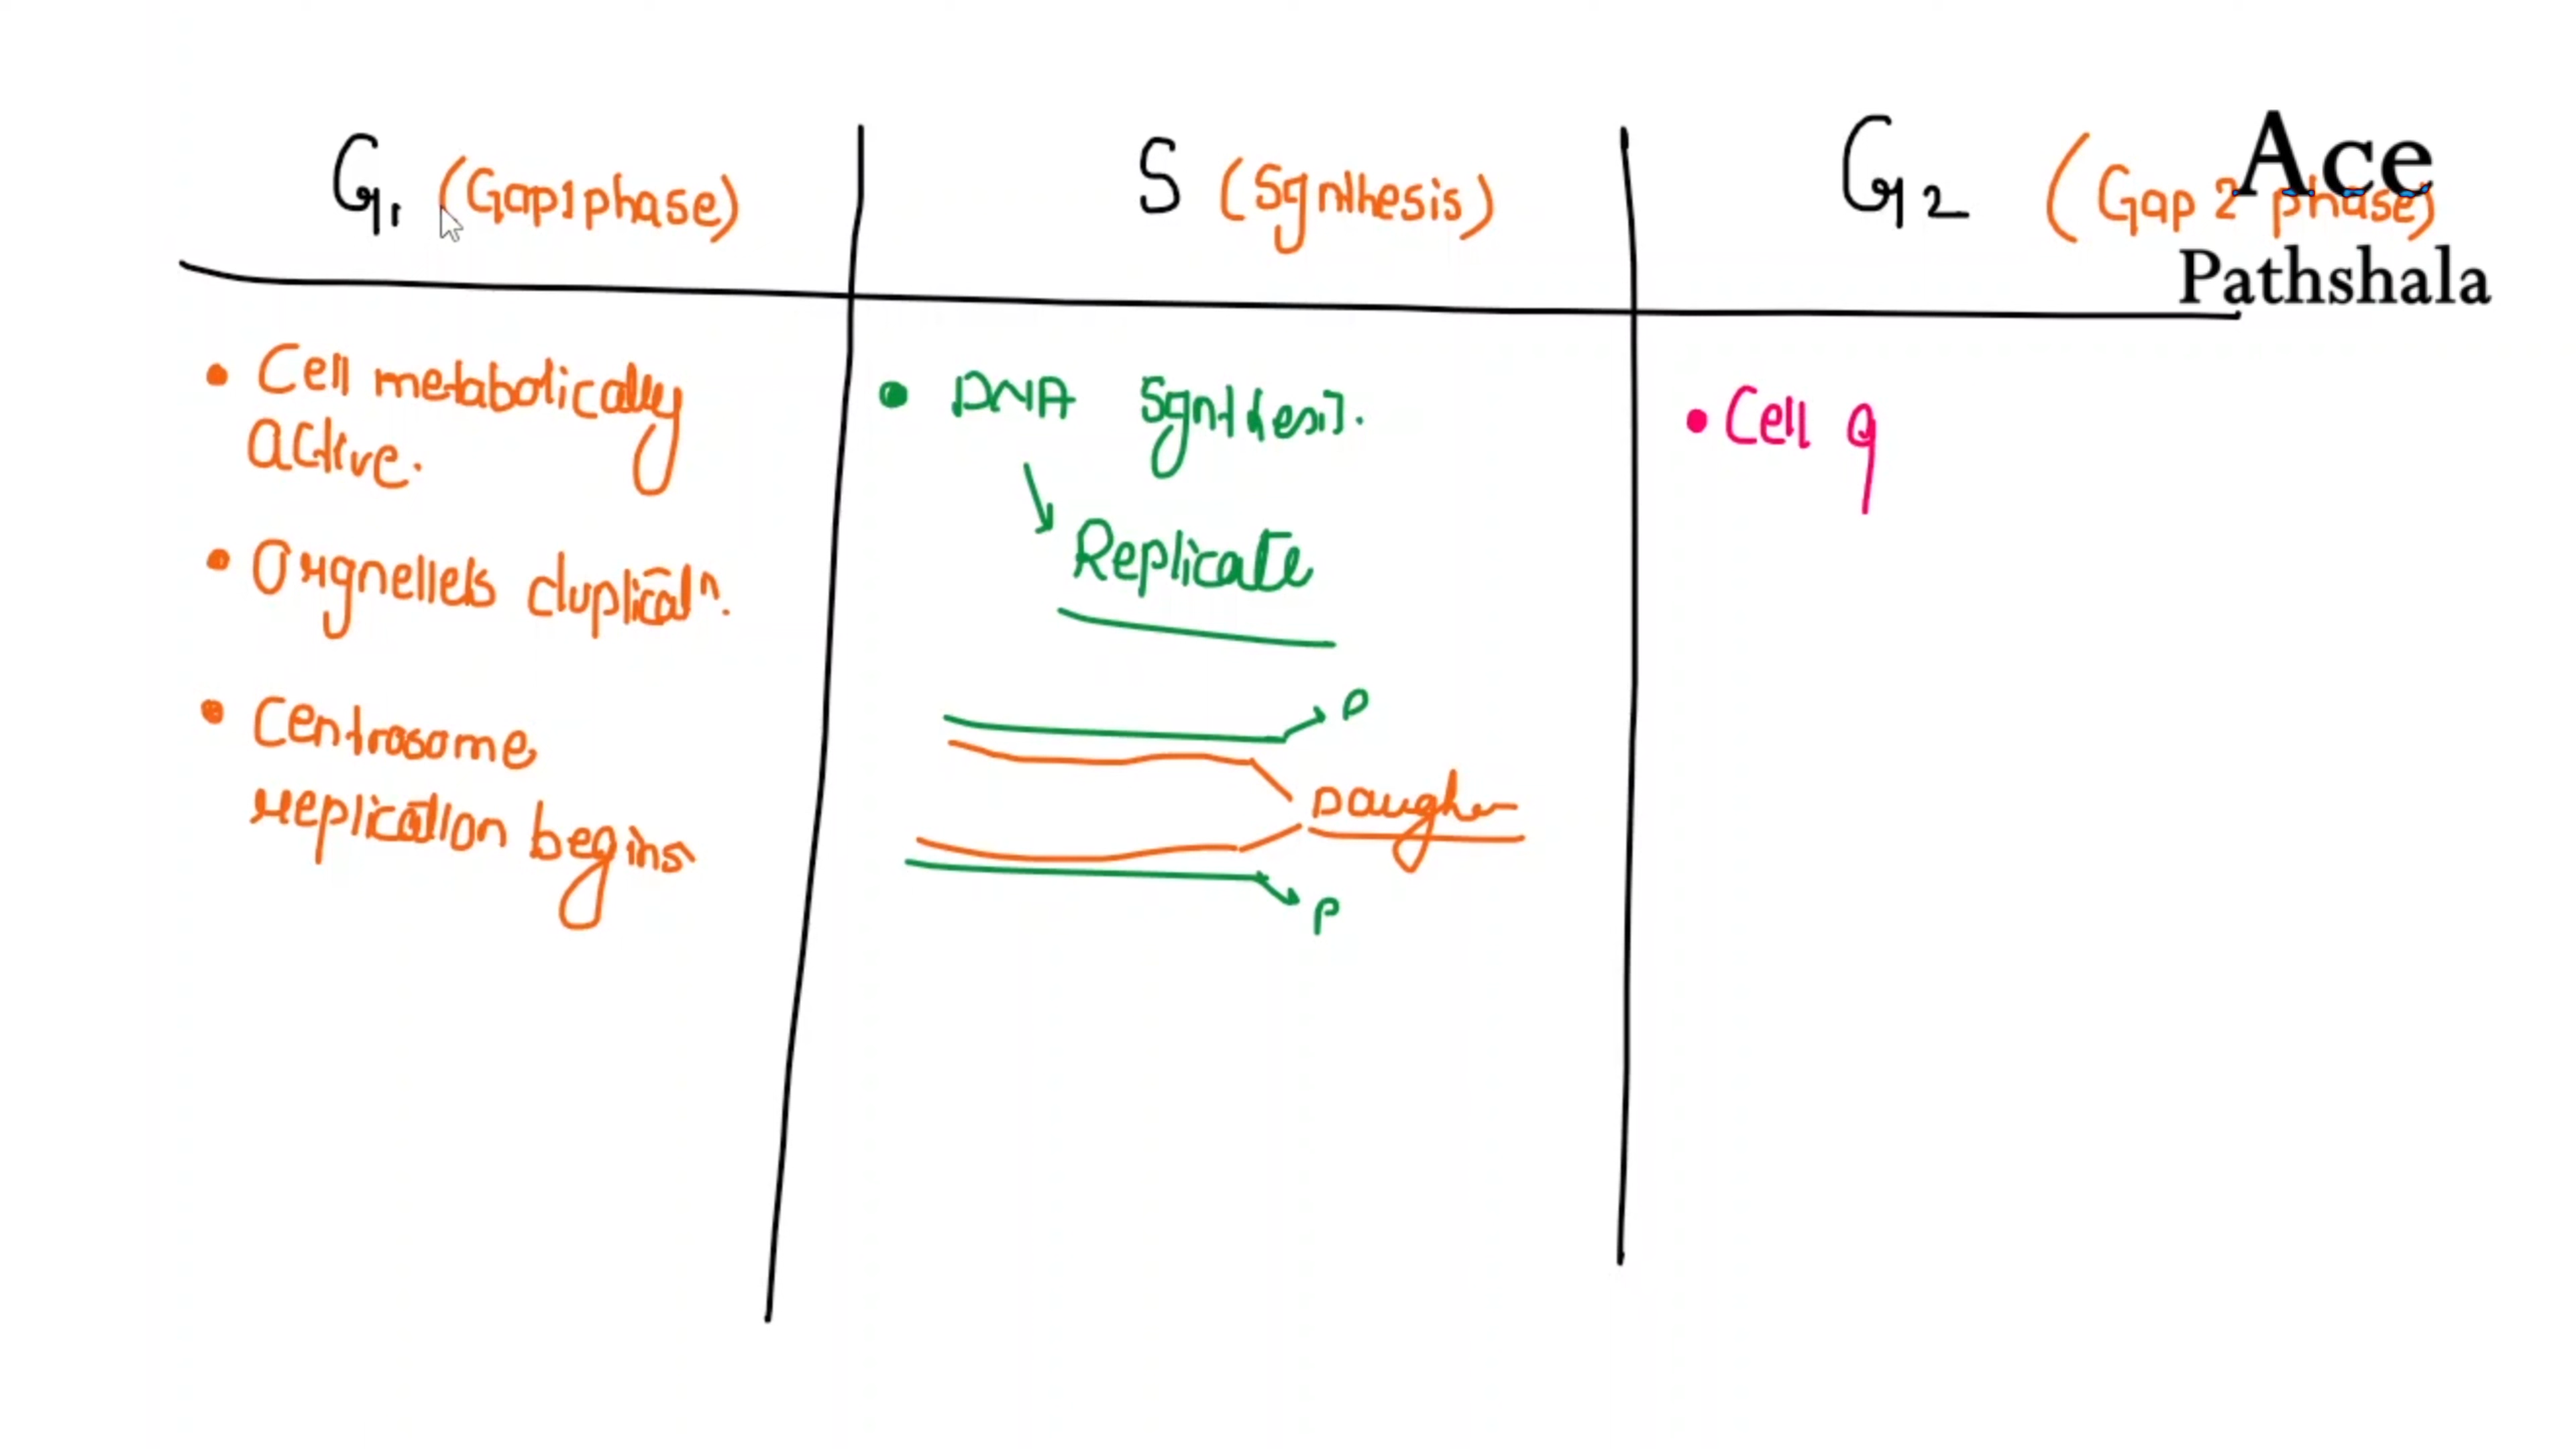 G1 (Gap1phase)
S (Synthesis)
G2 (Gap 2 phase)
Ace
Pathshala
• Cell metabolically
active.
• Orgnellels duplicatn.
• Centrosome
replication begins
• DNA Synthesis.
Replicate
P
Daughter
P
• Cell g